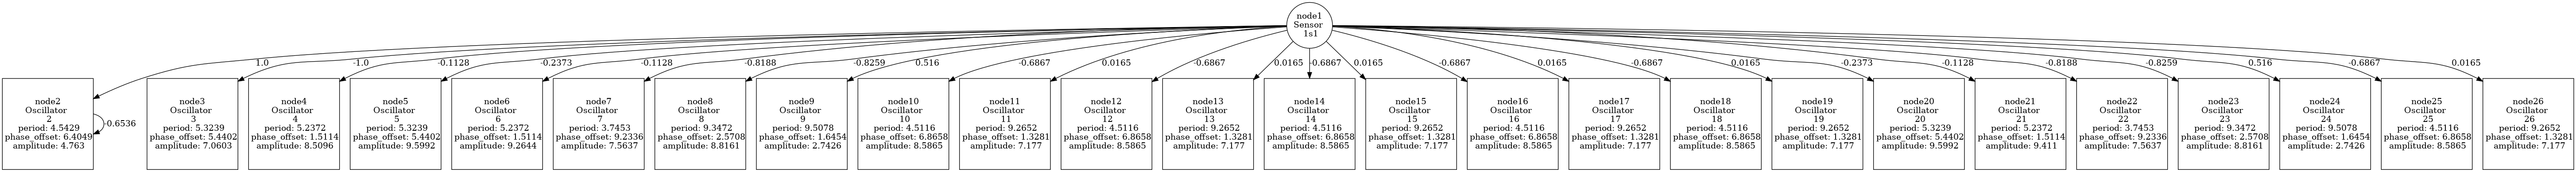 node1
Sensor
1s1
1.0
-1.0
-0.1128
-0.2373
-0.1128
-0.8188
-0.8259
0.516
-0.6867
0.0165
-0.6867
0.0165
-0.6867
0.0165
-0.6867
0.0165
-0.6867
0.0165
-0.2373
-0.1128
-0.8188
-0.8259
0.516
-0.6867
0.0165
node2
Oscillator
2
period: 4.5429
phase_offset: 6.4049
amplitude: 4.763
-0.6536
node3
Oscillator
3
period: 5.3239
phase_offset: 5.4402
amplitude: 7.0603
node4
Oscillator
4
period: 5.2372
phase_offset: 1.5114
amplitude: 8.5096
node5
Oscillator
5
period: 5.3239
phase_offset: 5.4402
amplitude: 9.5992
node6
Oscillator
6
period: 5.2372
phase_offset: 1.5114
amplitude: 9.2644
node7
Oscillator
7
period: 3.7453
phase_offset: 9.2336
amplitude: 7.5637
node8
Oscillator
8
period: 9.3472
phase_offset: 2.5708
amplitude: 8.8161
node9
Oscillator
9
period: 9.5078
phase_offset: 1.6454
amplitude: 2.7426
node10
Oscillator
10
period: 4.5116
phase_offset: 6.8658
amplitude: 8.5865
node11
Oscillator
11
period: 9.2652
phase_offset: 1.3281
amplitude: 7.177
node12
Oscillator
12
period: 4.5116
phase_offset: 6.8658
amplitude: 8.5865
node13
Oscillator
13
period: 9.2652
phase_offset: 1.3281
amplitude: 7.177
node14
Oscillator
14
period: 4.5116
phase_offset: 6.8658
amplitude: 8.5865
node15
Oscillator
15
period: 9.2652
phase_offset: 1.3281
amplitude: 7.177
node16
Oscillator
16
period: 4.5116
phase_offset: 6.8658
amplitude: 8.5865
node17
Oscillator
17
period: 9.2652
phase_offset: 1.3281
amplitude: 7.177
node18
Oscillator
18
period: 4.5116
phase_offset: 6.8658
amplitude: 8.5865
node19
Oscillator
19
period: 9.2652
phase_offset: 1.3281
amplitude: 7.177
node20
Oscillator
20
period: 5.3239
phase_offset: 5.4402
amplitude: 9.5992
node21
Oscillator
21
period: 5.2372
phase_offset: 1.5114
amplitude: 9.411
node22
Oscillator
22
period: 3.7453
phase_offset: 9.2336
amplitude: 7.5637
node23
Oscillator
23
period: 9.3472
phase_offset: 2.5708
amplitude: 8.8161
node24
Oscillator
24
period: 9.5078
phase_offset: 1.6454
amplitude: 2.7426
node25
Oscillator
25
period: 4.5116
phase_offset: 6.8658
amplitude: 8.5865
node26
Oscillator
26
period: 9.2652
phase_offset: 1.3281
amplitude: 7.177